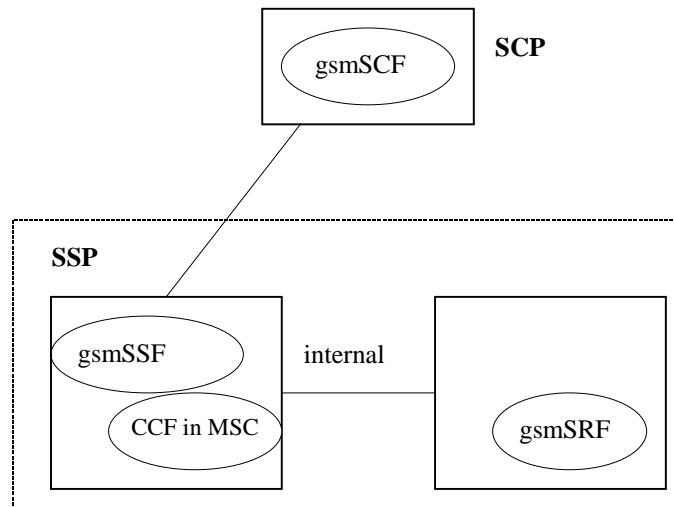 gsmSCF
SCP
SSP
gsmSSF
internal
CCF in MSC
gsmSRF